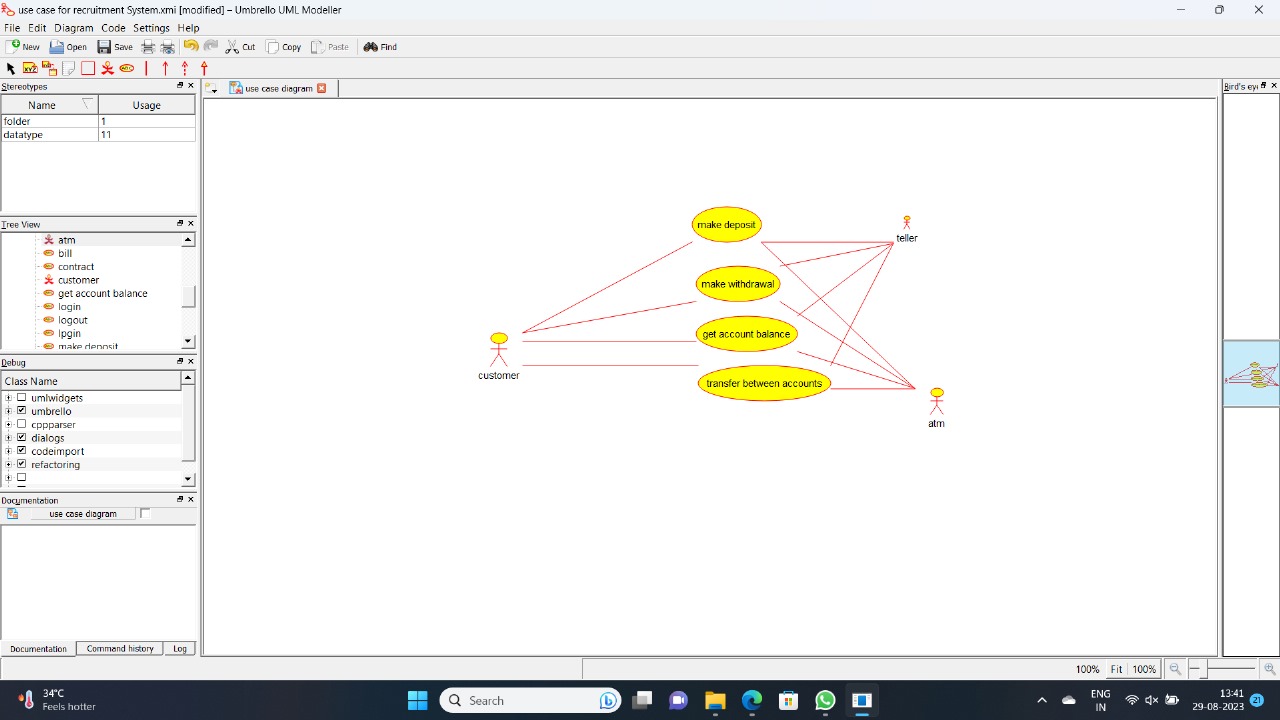 use case for recruitment System.xmi [modified] – Umbrello UML Modeller
File Edit Diagram Code Settings Help
New Open Save Cut Copy Paste Find
Stereotypes
Name Usage
folder 1
datatype 11
Tree View
atm
bill
contract
customer
get account balance
login
logout
lpgin
make deposit
Debug
Class Name
umlwidgets
umbrello
cppparser
dialogs
codeimport
refactoring
Documentation
use case diagram
Documentation Command history Log
use case diagram
make deposit
teller
make withdrawal
get account balance
customer
transfer between accounts
atm
Bird's ey
100% Fit 100%
34°C
Feels hotter
Search
ENG
IN
13:41
29-08-2023
21